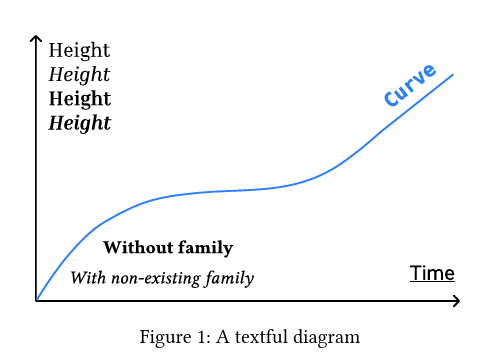 Height
Height
Height
Height
Curve
Without family
With non-existing family
Time
Figure 1: A textful diagram